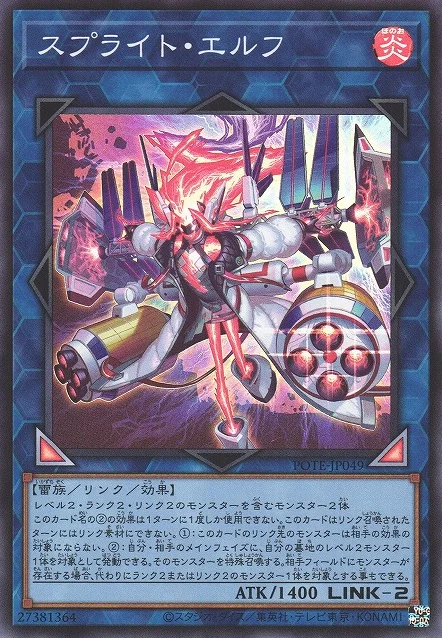 スプライト・エルフ
ほのお
炎
POTE-JP049
【雷族／リンク／効果】
レベル２・ランク２・リンク２のモンスターを含むモンスター２体
このカード名の②の効果は１ターンに１度しか使用できない。このカードはリンク召喚された
ターンにはリンク素材にできない。①：このカードのリンク先のモンスターは相手の効果の
対象にならない。②：自分・相手のメインフェイズに、自分の墓地のレベル２モンスター
１体を対象として発動できる。そのモンスターを特殊召喚する。相手フィールドにモンスターが
存在する場合、代わりにランク２またはリンク２のモンスター１体を対象とする事もできる。
ATK/1400 LINK-2
27381364 ©スタジオ・ダイス/集英社・テレビ東京・KONAMI